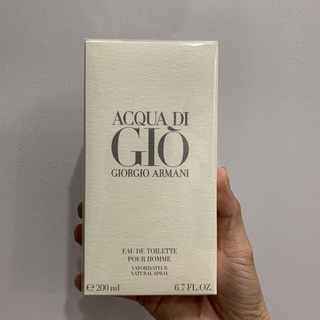 ACQUA DI
GIÒ
GIORGIO ARMANI
EAU DE TOILETTE
POUR HOMME
VAPORISATEUR
NATURAL SPRAY
℮ 200 ml 6.7 FL. OZ.